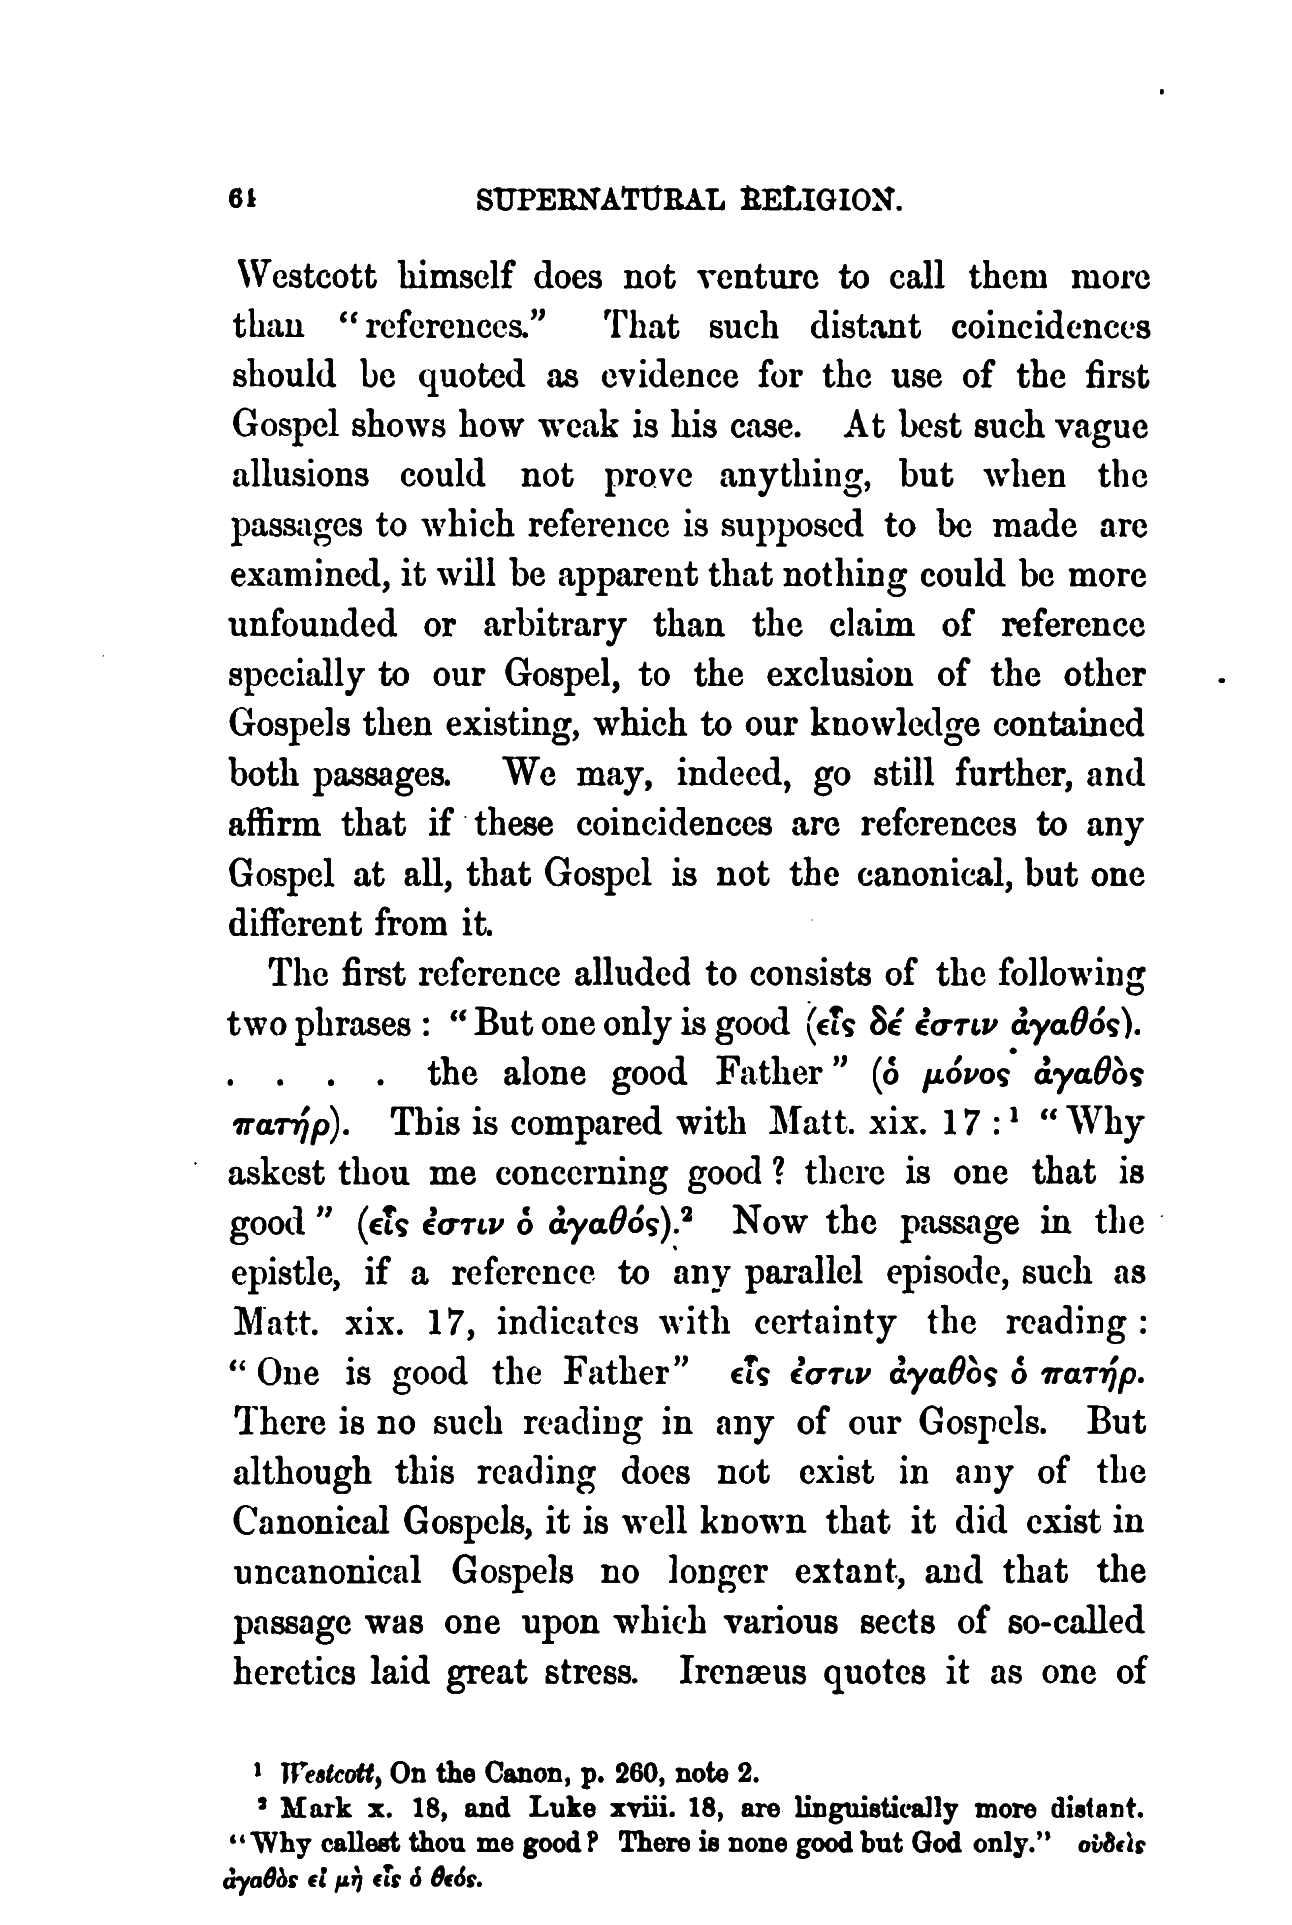 64 SUPERNATURAL RELIGION.
Westcott himself does not venture to call them more
than “references.” That such distant coincidences
should be quoted as evidence for the use of the first
Gospel shows how weak is his case. At best such vague
allusions could not prove anything, but when the
passages to which reference is supposed to be made are
examined, it will be apparent that nothing could be more
unfounded or arbitrary than the claim of reference
specially to our Gospel, to the exclusion of the other
Gospels then existing, which to our knowledge contained
both passages. We may, indeed, go still further, and
affirm that if these coincidences are references to any
Gospel at all, that Gospel is not the canonical, but one
different from it.
The first reference alluded to consists of the following
two phrases : “But one only is good (εἷς δέ ἐστιν ἀγαθός).
. . . . the alone good Father” (ὁ μόνος ἀγαθὸς
πατήρ). This is compared with Matt. xix. 17 :¹ “Why
askest thou me concerning good ? there is one that is
good” (εἷς ἐστιν ὁ ἀγαθός).² Now the passage in the
epistle, if a reference to any parallel episode, such as
Matt. xix. 17, indicates with certainty the reading :
“One is good the Father” εἷς ἐστιν ἀγαθὸς ὁ πατήρ.
There is no such reading in any of our Gospels. But
although this reading does not exist in any of the
Canonical Gospels, it is well known that it did exist in
uncanonical Gospels no longer extant, and that the
passage was one upon which various sects of so-called
heretics laid great stress. Irenæus quotes it as one of
¹ Westcott, On the Canon, p. 260, note 2.
² Mark x. 18, and Luke xviii. 18, are linguistically more distant.
“Why callest thou me good? There is none good but God only.” οὐδεὶς
ἀγαθὸς εἰ μὴ εἷς ὁ θεός.